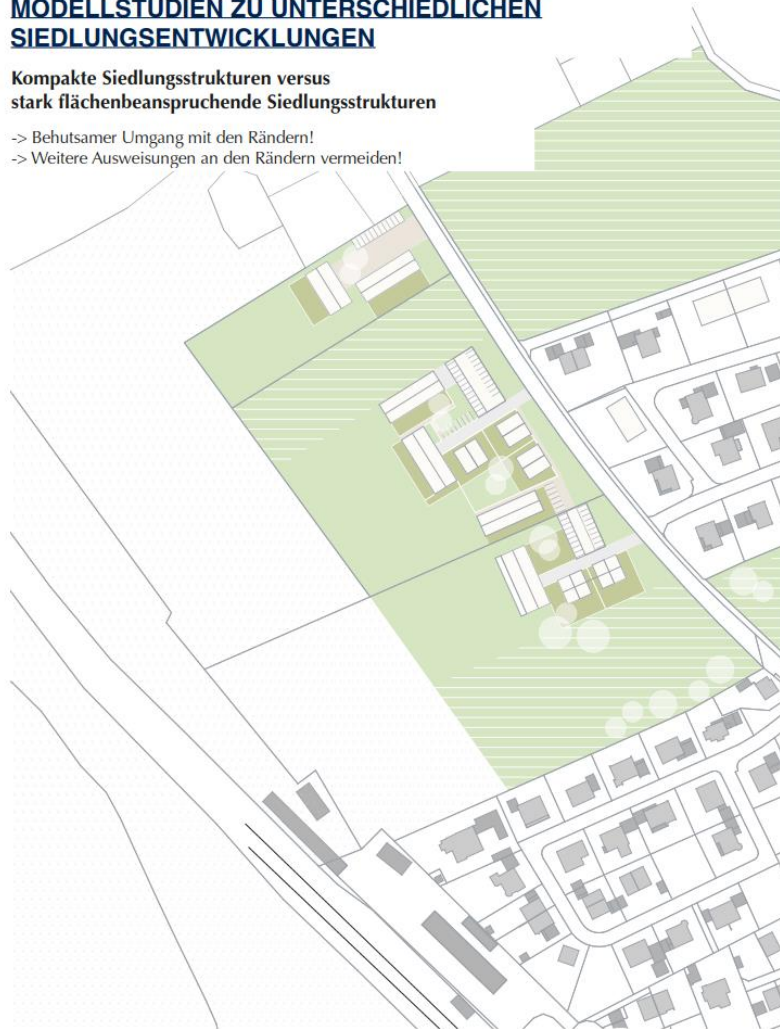 MODELLSTUDIEN ZU UNTERSCHIEDLICHEN
SIEDLUNGSENTWICKLUNGEN
Kompakte Siedlungsstrukturen versus
stark flächenbeanspruchende Siedlungsstrukturen
-> Behutsamer Umgang mit den Rändern!
-> Weitere Ausweisungen an den Rändern vermeiden!